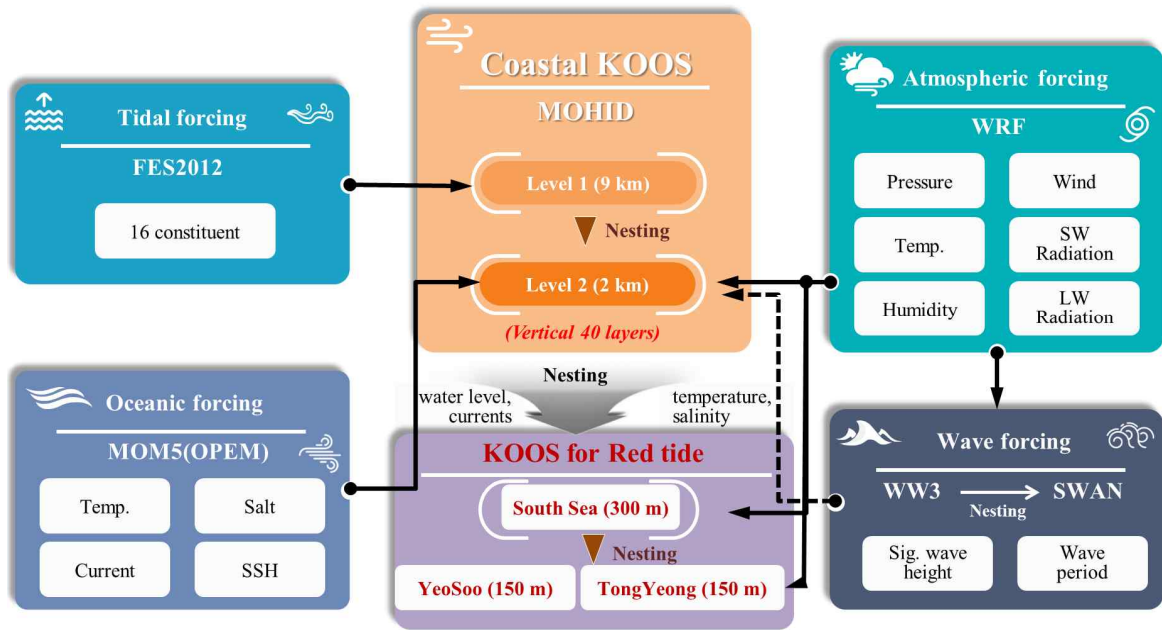 Tidal forcing
FES2012
16 constituent
Oceanic forcing
MOM5(OPEM)
Temp.
Salt
Current
SSH
Coastal KOOS
MOHID
Level 1 (9 km)
Nesting
Level 2 (2 km)
(Vertical 40 layers)
Nesting
water level,
currents
temperature,
salinity
KOOS for Red tide
South Sea (300 m)
Nesting
YeoSoo (150 m)
TongYeong (150 m)
Atmospheric forcing
WRF
Pressure
Wind
Temp.
SW
Radiation
Humidity
LW
Radiation
Wave forcing
WW3
SWAN
Nesting
Sig. wave
height
Wave
period